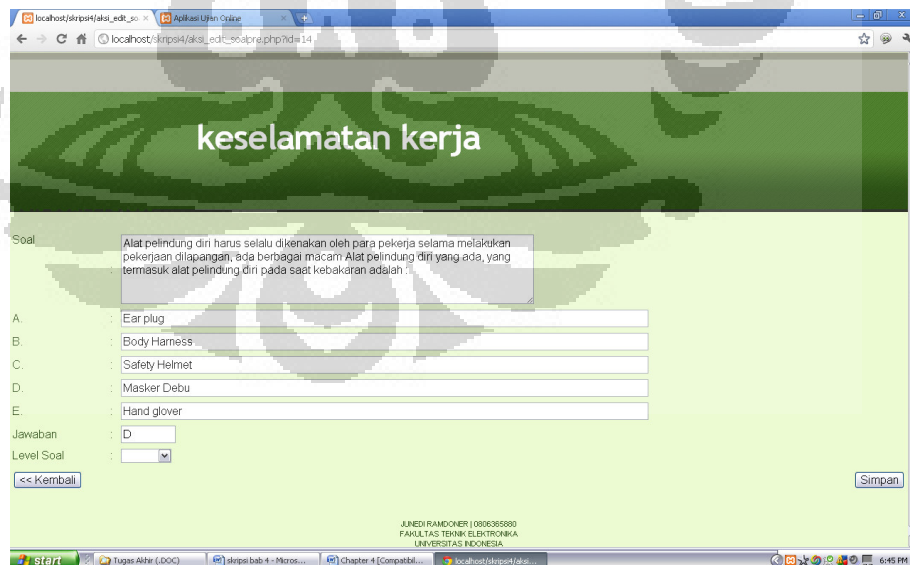 localhost/skripsi4/aksi_edit_so
Aplikasi Ujian Online
localhost/skripsi4/aksi_edit_soalpre.php?id=14
keselamatan kerja
Soal
Alat pelindung diri harus selalu dikenakan oleh para pekerja selama melakukan
pekerjaan dilapangan, ada berbagai macam Alat pelindung diri yang ada, yang
: termasuk alat pelindung diri pada saat kebakaran adalah :
A. : Ear plug
B. : Body Harness
C. : Safety Helmet
D. : Masker Debu
E. : Hand glover
Jawaban : D
Level Soal :
<< Kembali
Simpan
JUNEDI RAMDONER | 0806365880
FAKULTAS TEKNIK ELEKTRONIKA
UNIVERSITAS INDONESIA
start
Tugas Akhir (.DOC)
skripsi bab 4 - Micros...
Chapter 4 [Compatibil...
localhost/skripsi4/aksi...
6:45 PM